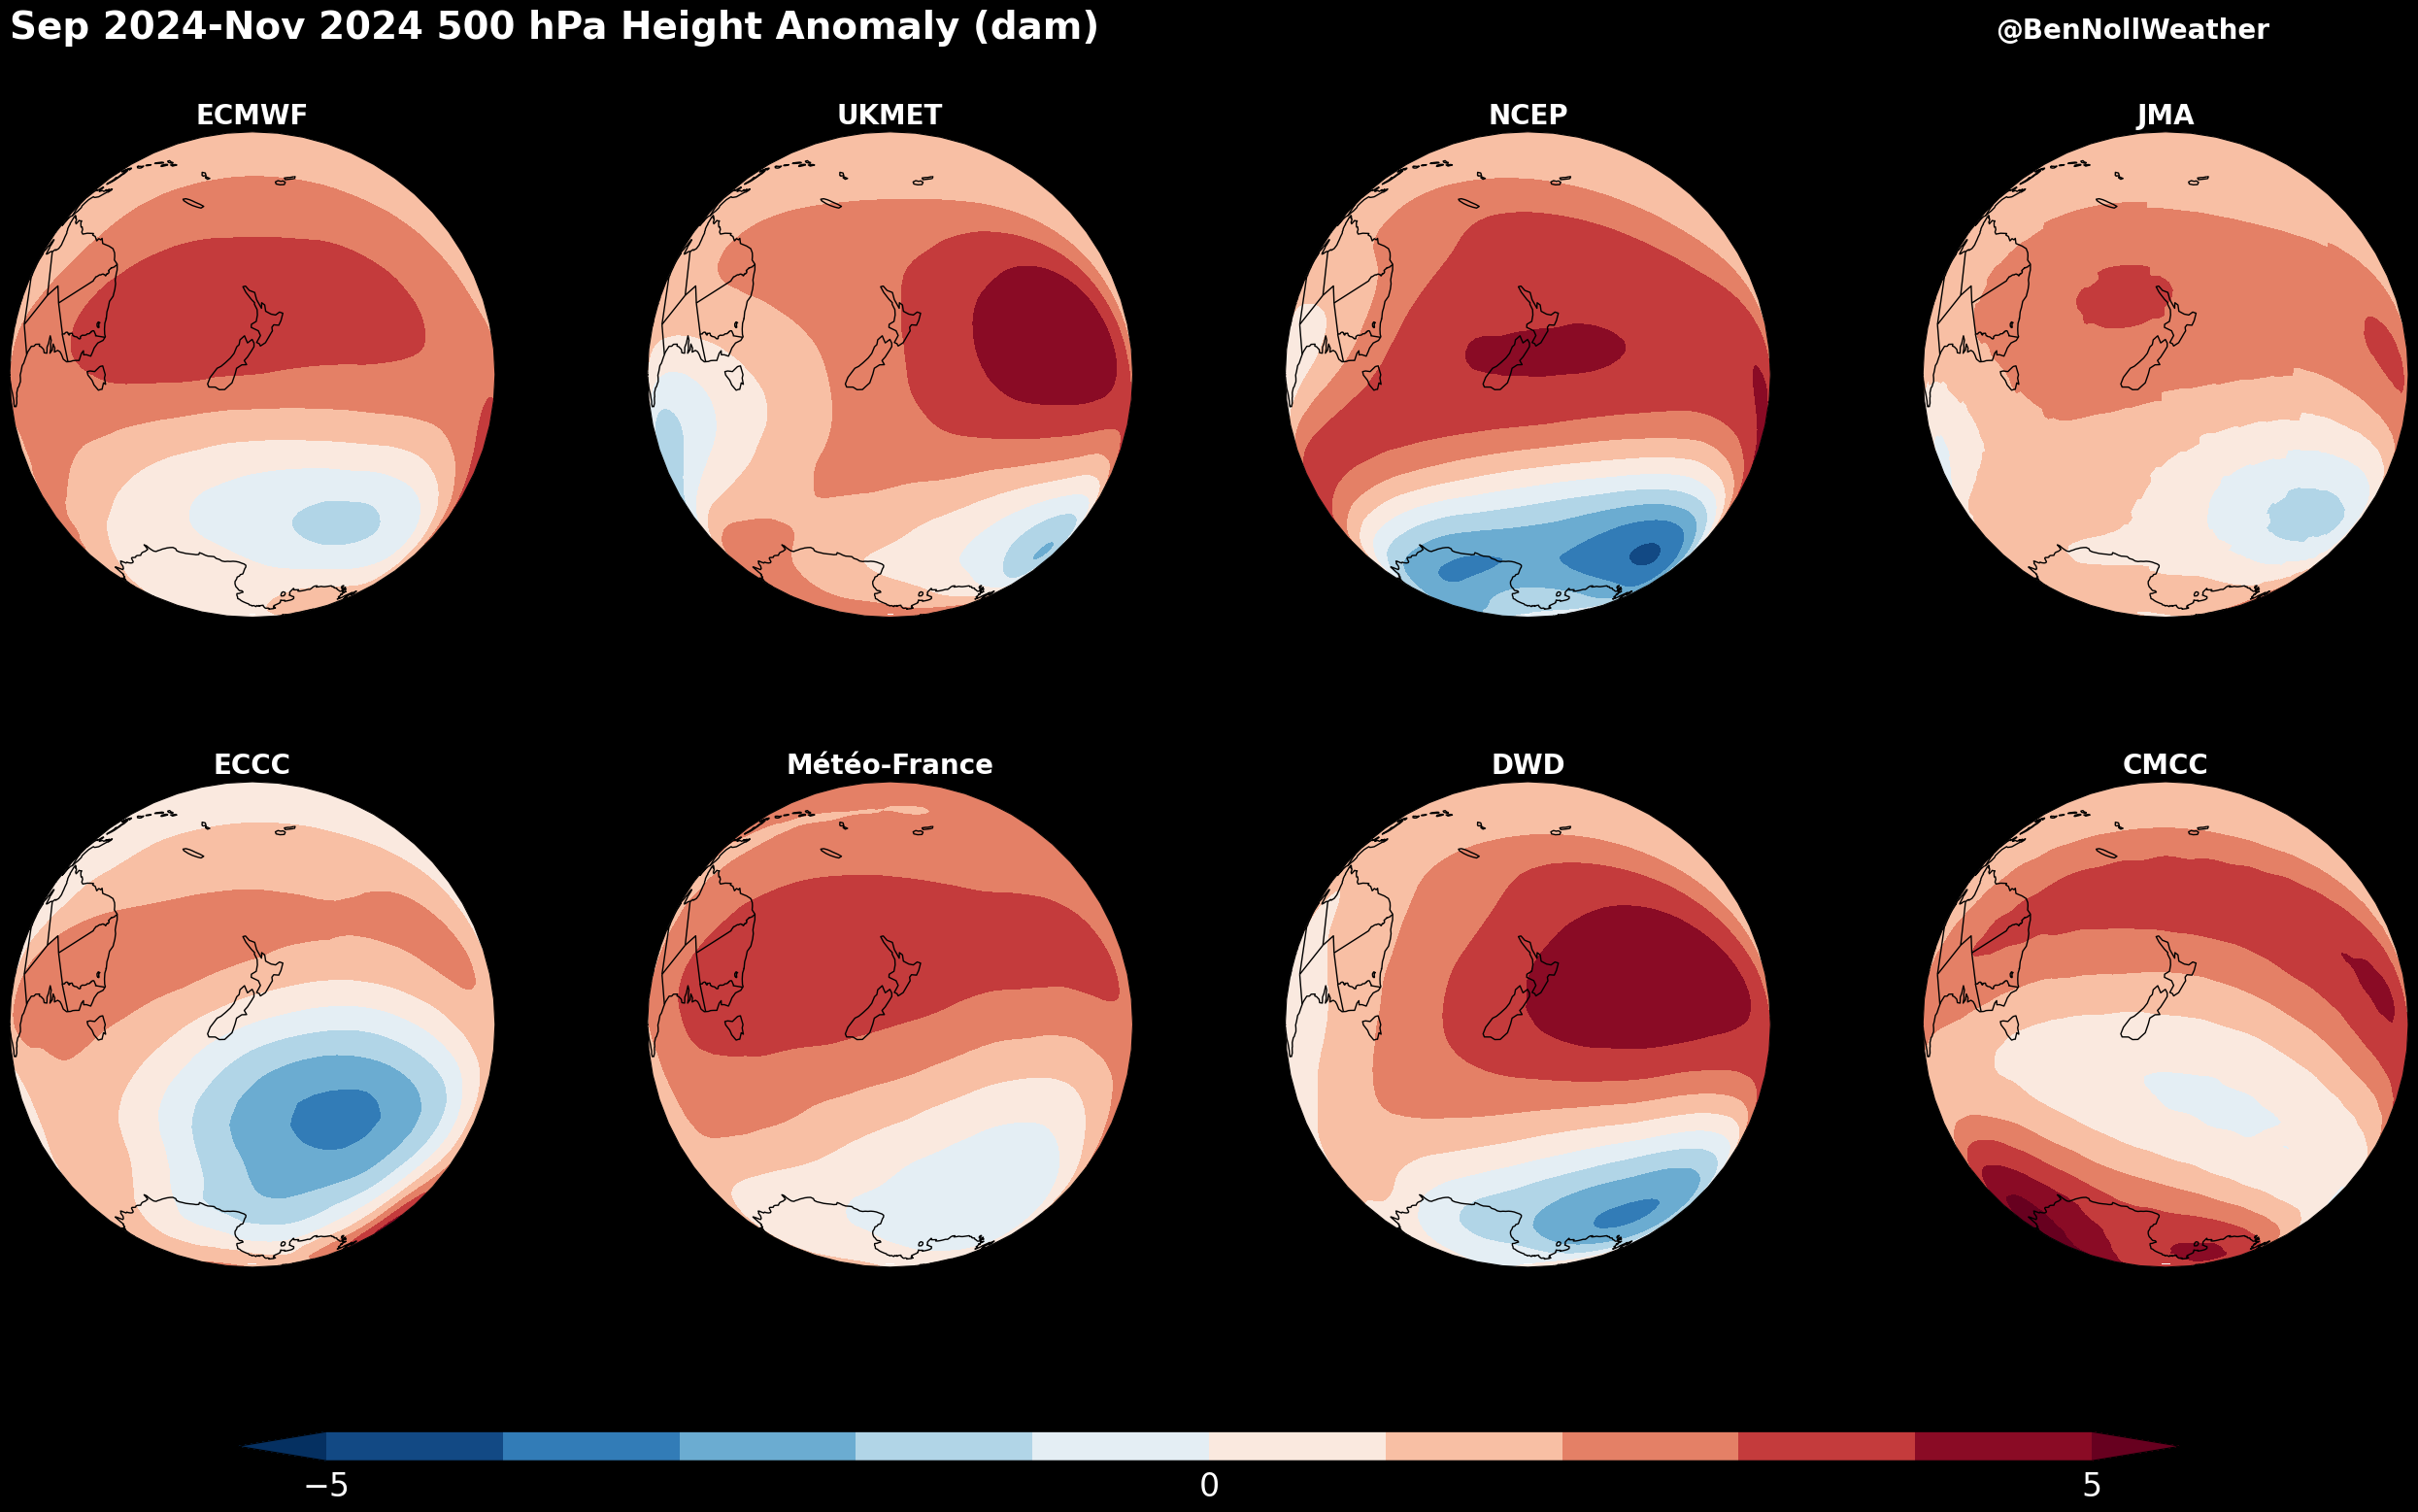 Sep 2024-Nov 2024 500 hPa Height Anomaly (dam)
@BenNollWeather
ECMWF
UKMET
NCEP
JMA
ECCC
Météo-France
DWD
CMCC
−5
0
5